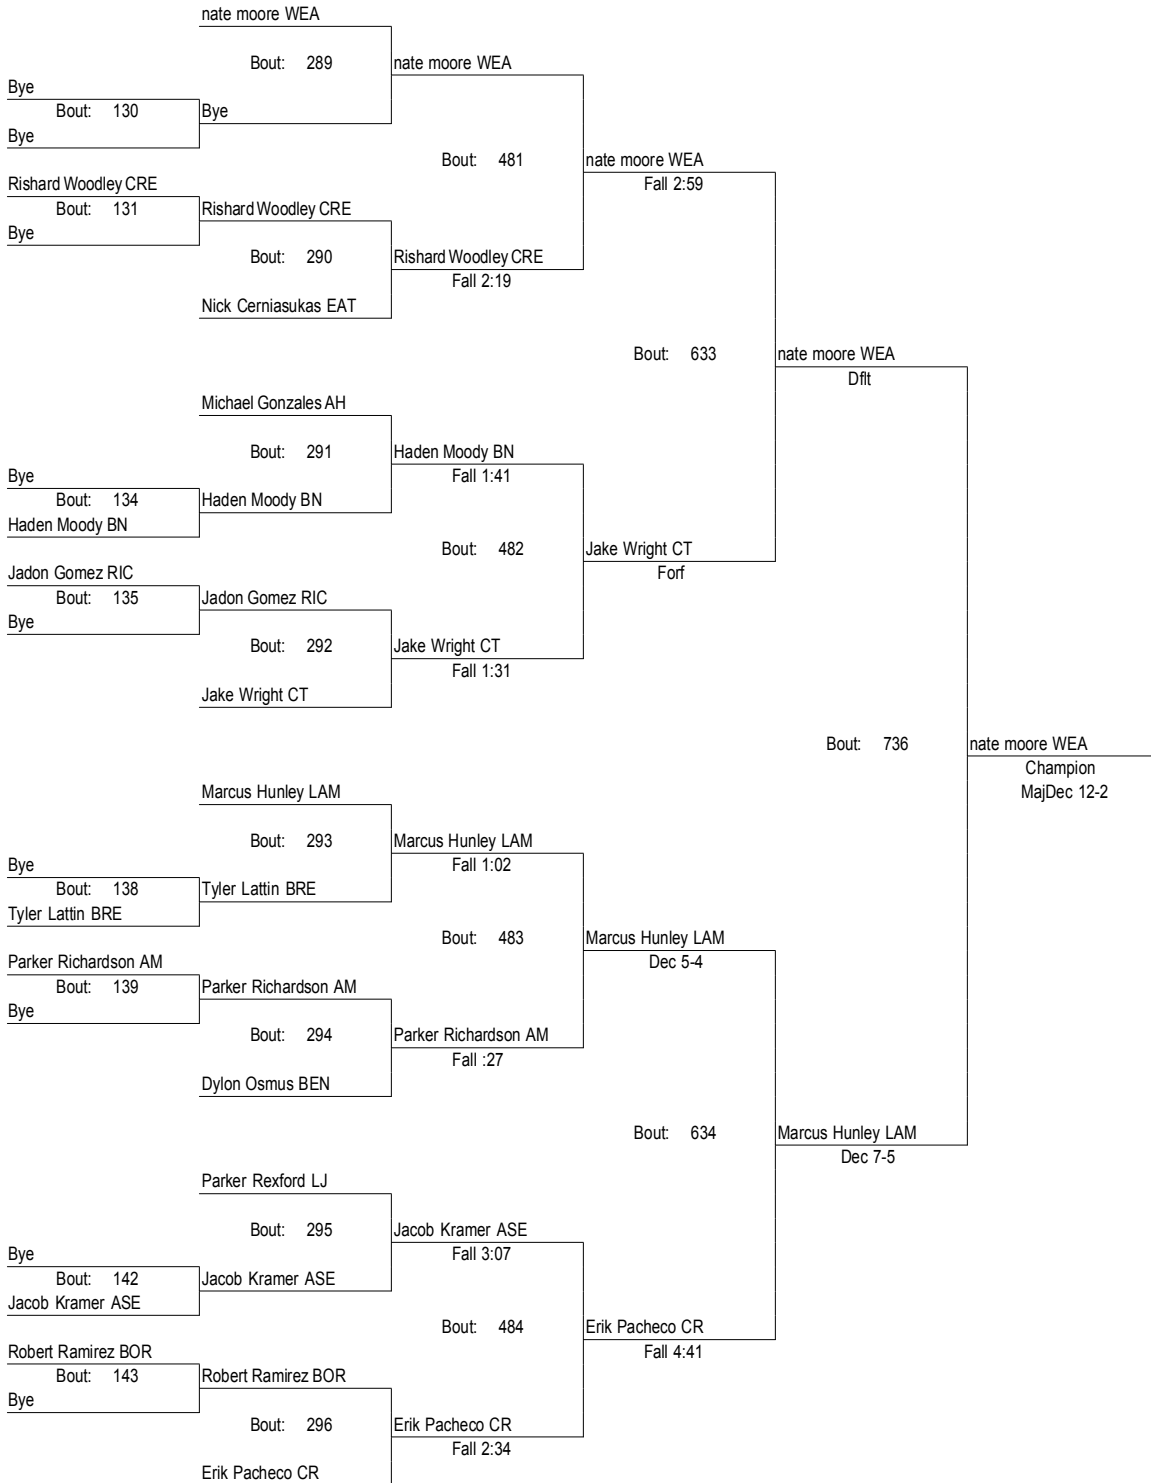 nate moore WEA
Bout: 289
nate moore WEA
Bye
Bout: 130
Bye
Bye
Bout: 481
nate moore WEA
Fall 2:59
Rishard Woodley CRE
Bout: 131
Rishard Woodley CRE
Bye
Bout: 290
Rishard Woodley CRE
Fall 2:19
Nick Cerniasukas EAT
Bout: 633
nate moore WEA
Dflt
Michael Gonzales AH
Bout: 291
Haden Moody BN
Fall 1:41
Bye
Bout: 134
Haden Moody BN
Haden Moody BN
Bout: 482
Jake Wright CT
Forf
Jadon Gomez RIC
Bout: 135
Jadon Gomez RIC
Bye
Bout: 292
Jake Wright CT
Fall 1:31
Jake Wright CT
Bout: 736
nate moore WEA
Champion
MajDec 12-2
Marcus Hunley LAM
Bout: 293
Marcus Hunley LAM
Fall 1:02
Bye
Bout: 138
Tyler Lattin BRE
Tyler Lattin BRE
Bout: 483
Marcus Hunley LAM
Dec 5-4
Parker Richardson AM
Bout: 139
Parker Richardson AM
Bye
Bout: 294
Parker Richardson AM
Fall :27
Dylon Osmus BEN
Bout: 634
Marcus Hunley LAM
Dec 7-5
Parker Rexford LJ
Bout: 295
Jacob Kramer ASE
Fall 3:07
Bye
Bout: 142
Jacob Kramer ASE
Jacob Kramer ASE
Bout: 484
Erik Pacheco CR
Fall 4:41
Robert Ramirez BOR
Bout: 143
Robert Ramirez BOR
Bye
Bout: 296
Erik Pacheco CR
Fall 2:34
Erik Pacheco CR